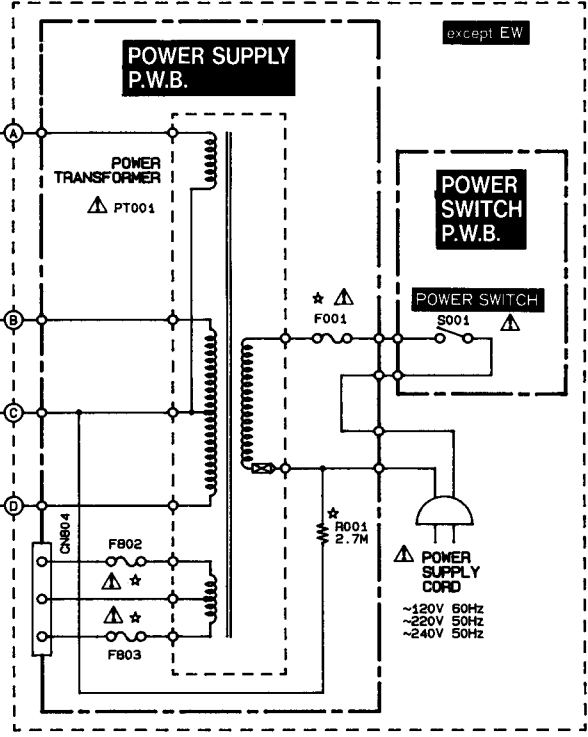 except EW
POWER SUPPLY
P.W.B.
A
POWER
TRANSFORMER
! PT001
POWER
SWITCH
P.W.B.
☆ !
F001
POWER SWITCH
S001
!
B
C
D
CN804
F802
! ☆
! ☆
F803
☆
R001
2.7M
! POWER
SUPPLY
CORD
~120V 60Hz
~220V 50Hz
~240V 50Hz